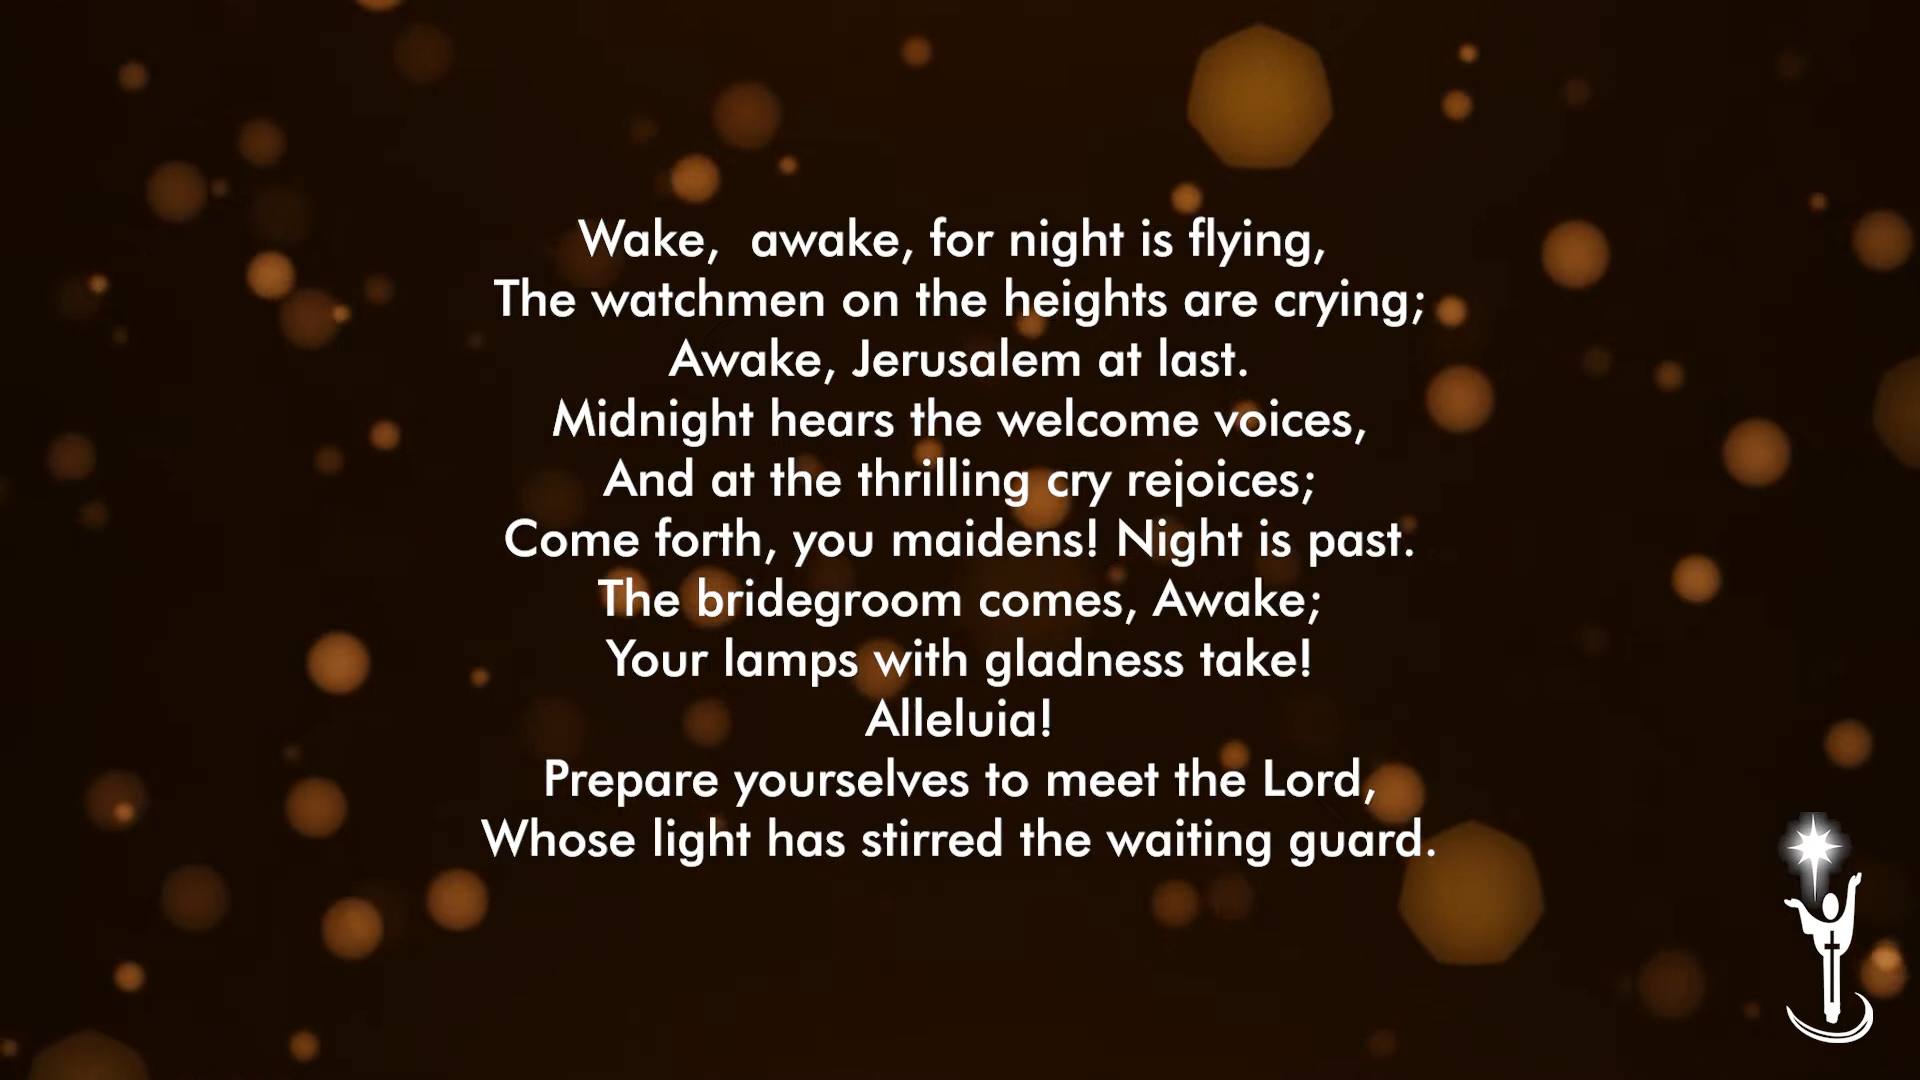 Wake,  awake, for night is flying,
The watchmen on the heights are crying;
Awake, Jerusalem at last.
Midnight hears the welcome voices,
And at the thrilling cry rejoices;
Come forth, you maidens! Night is past.
The bridegroom comes, Awake;
Your lamps with gladness take!
Alleluia!
Prepare yourselves to meet the Lord,
Whose light has stirred the waiting guard.